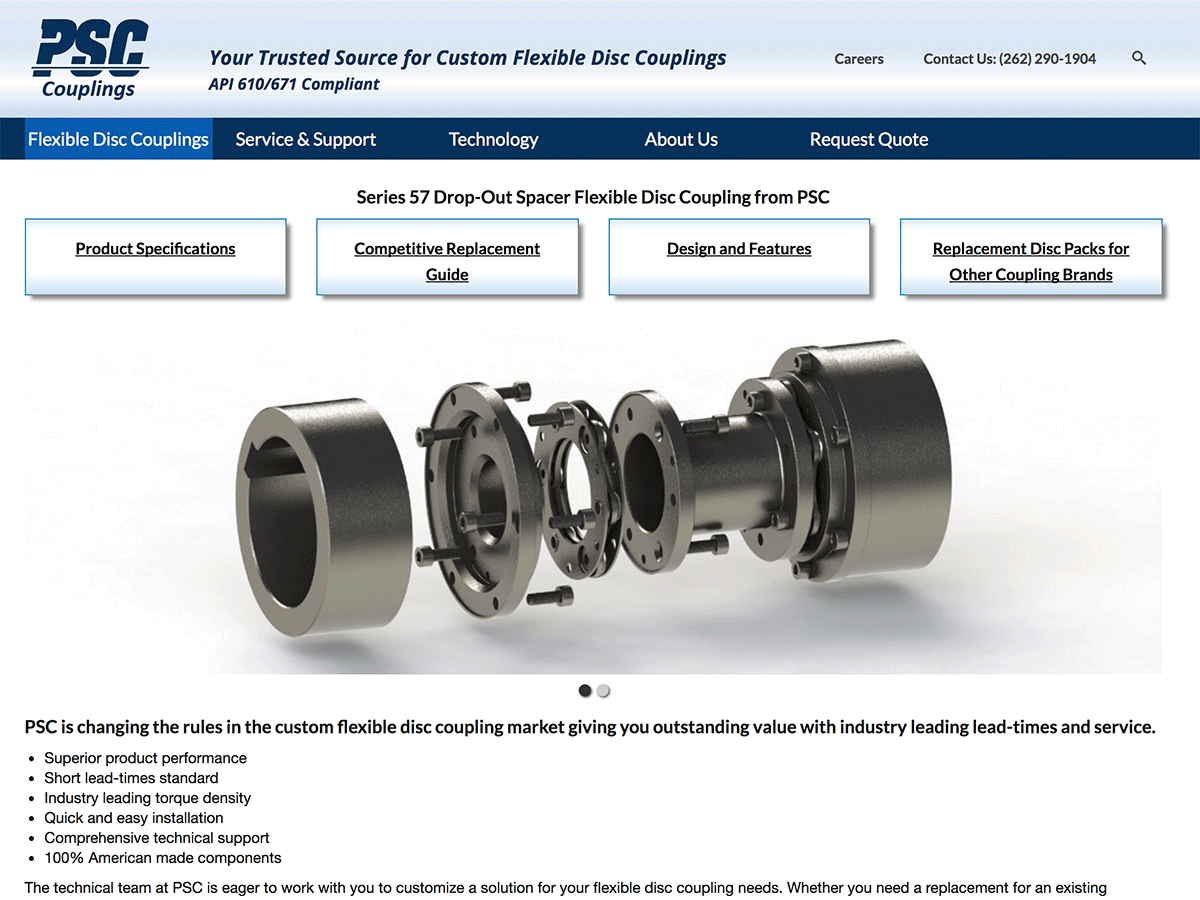 PSC
Couplings
Your Trusted Source for Custom Flexible Disc Couplings
API 610/671 Compliant
Careers
Contact Us: (262) 290-1904
Flexible Disc Couplings
Service & Support
Technology
About Us
Request Quote
Series 57 Drop-Out Spacer Flexible Disc Coupling from PSC
Product Specifications
Competitive Replacement
Guide
Design and Features
Replacement Disc Packs for
Other Coupling Brands
PSC is changing the rules in the custom flexible disc coupling market giving you outstanding value with industry leading lead-times and service.
• Superior product performance
• Short lead-times standard
• Industry leading torque density
• Quick and easy installation
• Comprehensive technical support
• 100% American made components
The technical team at PSC is eager to work with you to customize a solution for your flexible disc coupling needs. Whether you need a replacement for an existing